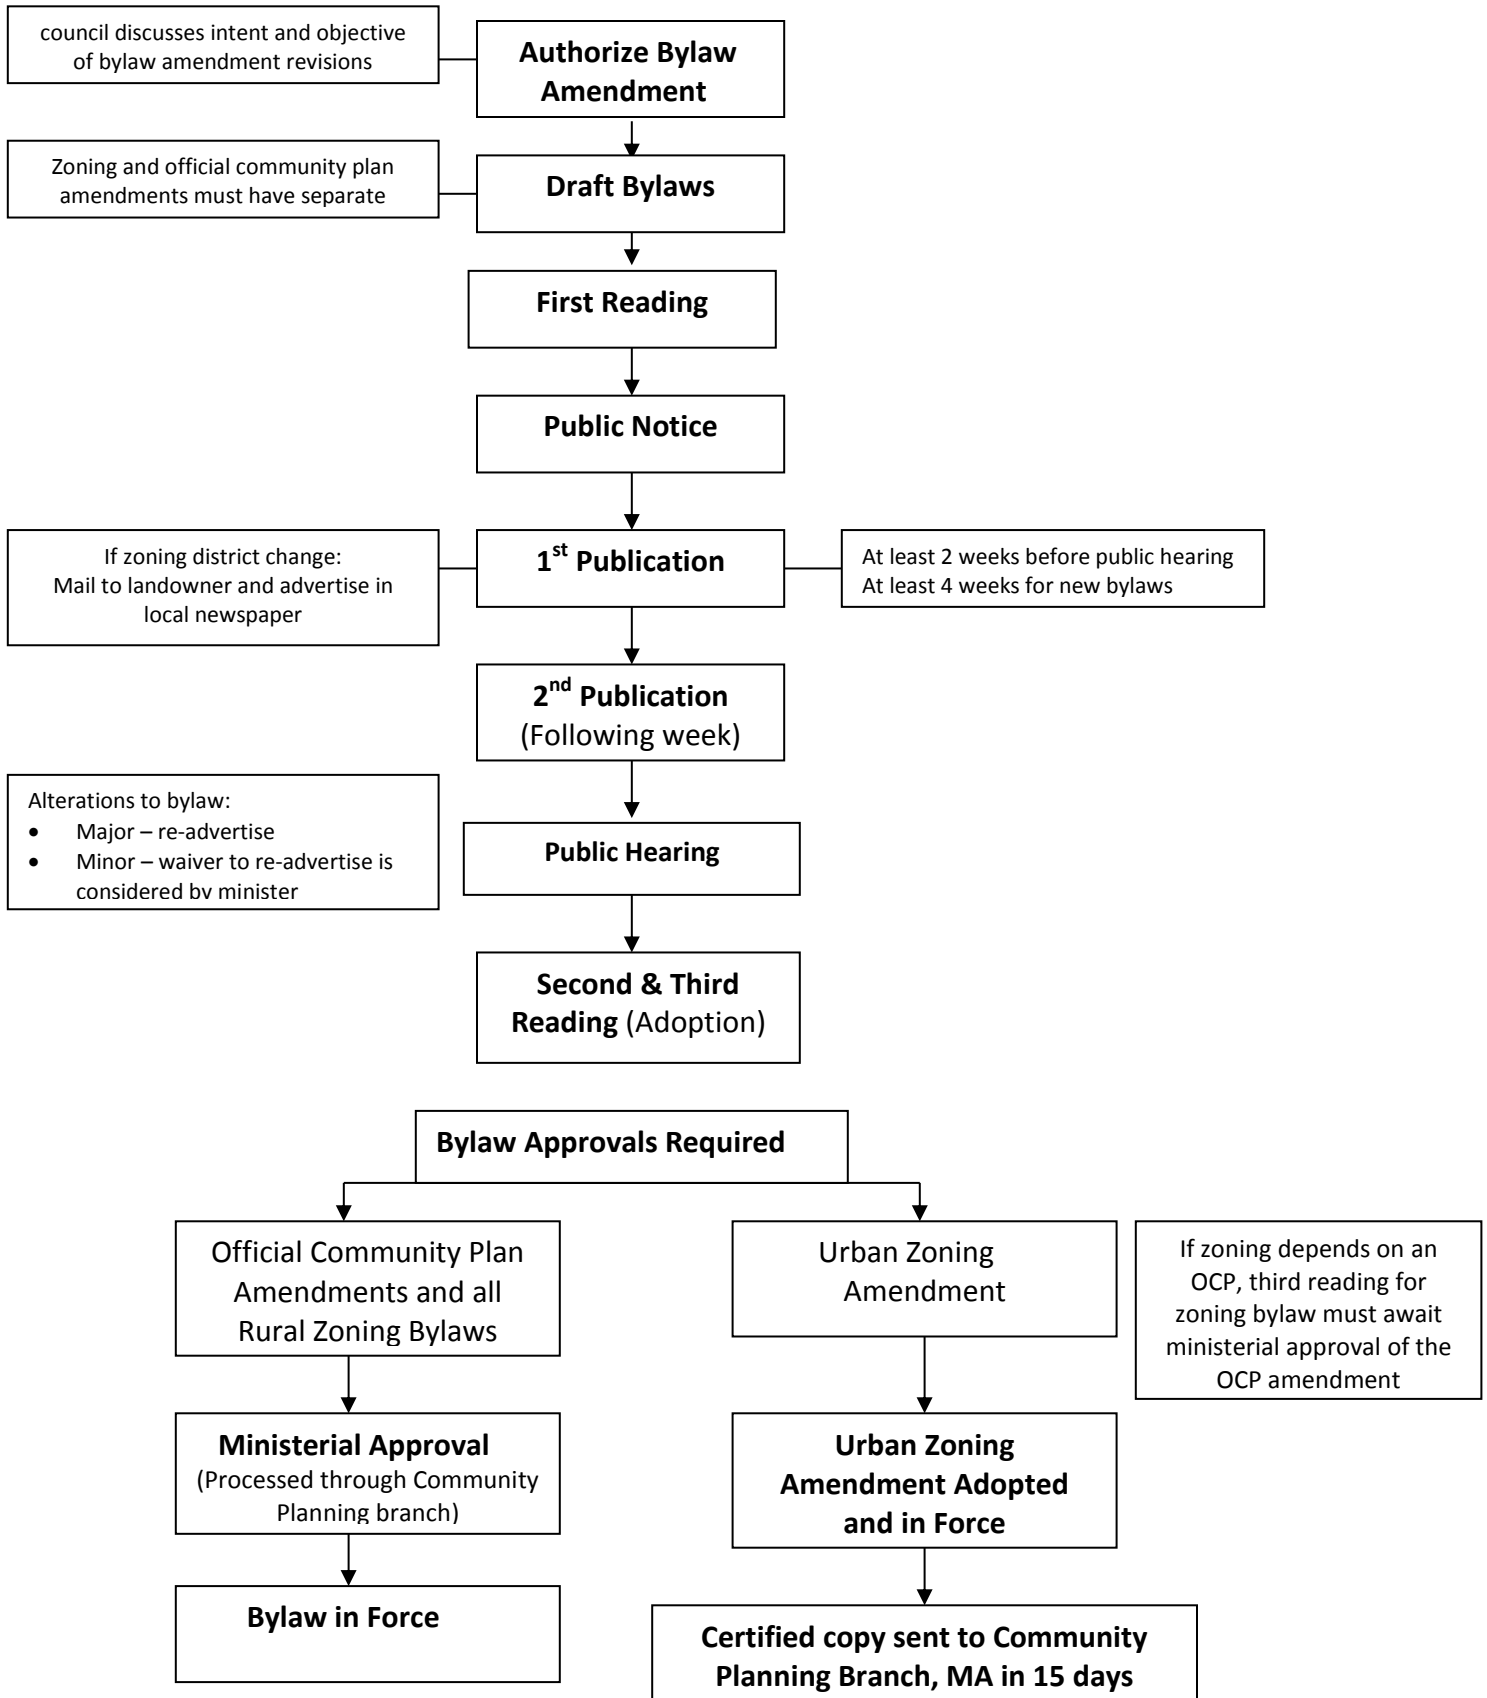 council discusses intent and objective
of bylaw amendment revisions
Authorize Bylaw
Amendment
Zoning and official community plan
amendments must have separate
Draft Bylaws
First Reading
Public Notice
If zoning district change:
Mail to landowner and advertise in
local newspaper
1st Publication
At least 2 weeks before public hearing
At least 4 weeks for new bylaws
2nd Publication
(Following week)
Alterations to bylaw:
• Major – re-advertise
• Minor – waiver to re-advertise is
considered by minister
Public Hearing
Second & Third
Reading (Adoption)
Bylaw Approvals Required
Official Community Plan
Amendments and all
Rural Zoning Bylaws
Urban Zoning
Amendment
If zoning depends on an
OCP, third reading for
zoning bylaw must await
ministerial approval of the
OCP amendment
Ministerial Approval
(Processed through Community
Planning branch)
Urban Zoning
Amendment Adopted
and in Force
Bylaw in Force
Certified copy sent to Community
Planning Branch, MA in 15 days